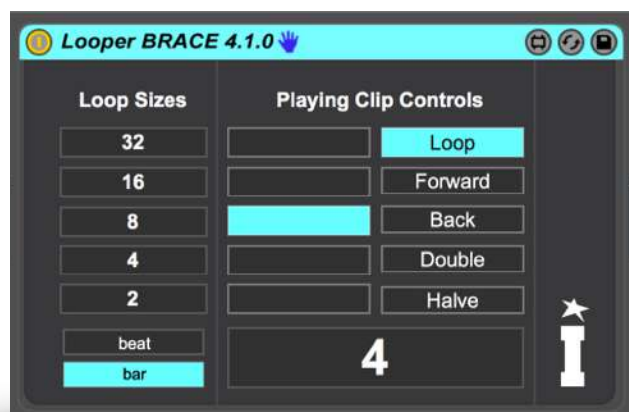 Looper BRACE 4.1.0
Loop Sizes
32
16
8
4
2
beat
bar
Playing Clip Controls
Loop
Forward
Back
Double
Halve
4